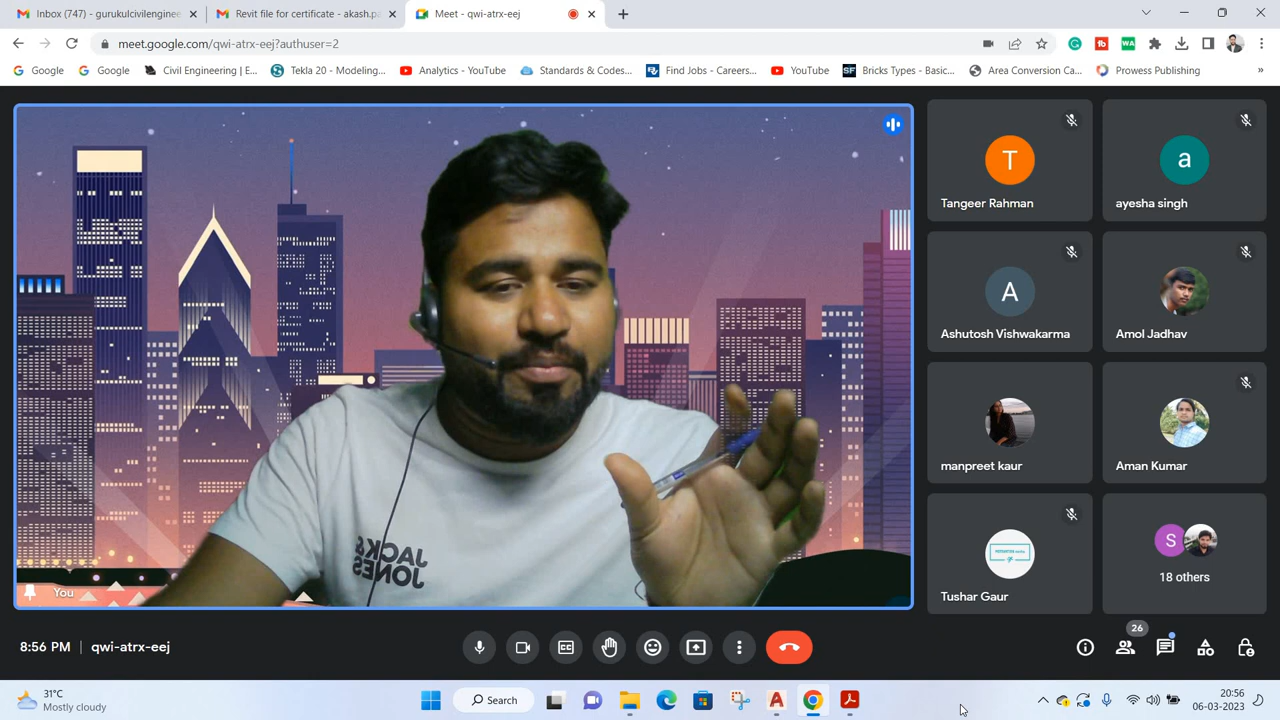 Inbox (747) - gurukulcivilenginee
Revit file for certificate - akash.pa
Meet - qwi-atrx-eej
meet.google.com/qwi-atrx-eej?authuser=2
Google
Google
Civil Engineering | E...
Tekla 20 - Modeling...
Analytics - YouTube
Standards & Codes...
Find Jobs - Careers...
YouTube
SF
Bricks Types - Basic...
Area Conversion Ca...
Prowess Publishing
»
T
Tangeer Rahman
a
ayesha singh
A
Ashutosh Vishwakarma
Amol Jadhav
manpreet kaur
Aman Kumar
Tushar Gaur
S
18 others
JACK&
JONES
You
8:56 PM | qwi-atrx-eej
26
Search
31°C
Mostly cloudy
20:56
06-03-2023